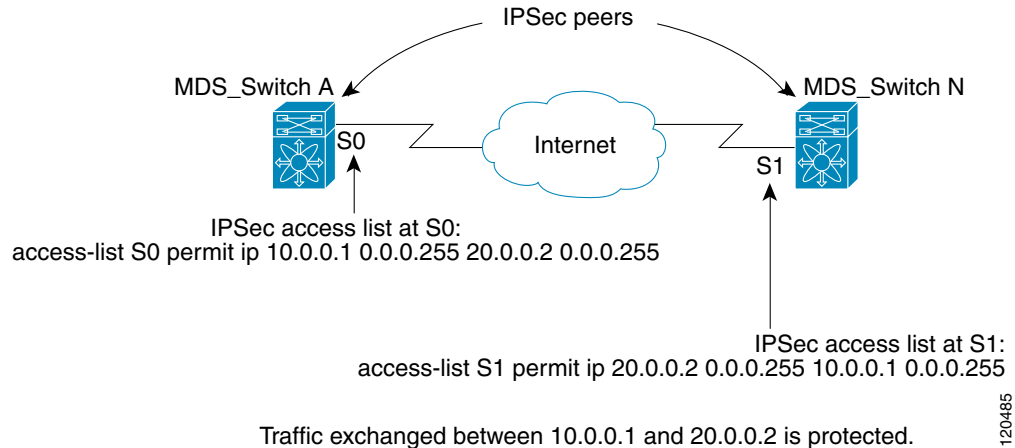 IPSec peers
MDS_Switch A
MDS_Switch N
S0
Internet
S1
IPSec access list at S0:
access-list S0 permit ip 10.0.0.1 0.0.0.255 20.0.0.2 0.0.0.255
IPSec access list at S1:
access-list S1 permit ip 20.0.0.2 0.0.0.255 10.0.0.1 0.0.0.255
Traffic exchanged between 10.0.0.1 and 20.0.0.2 is protected.
120485